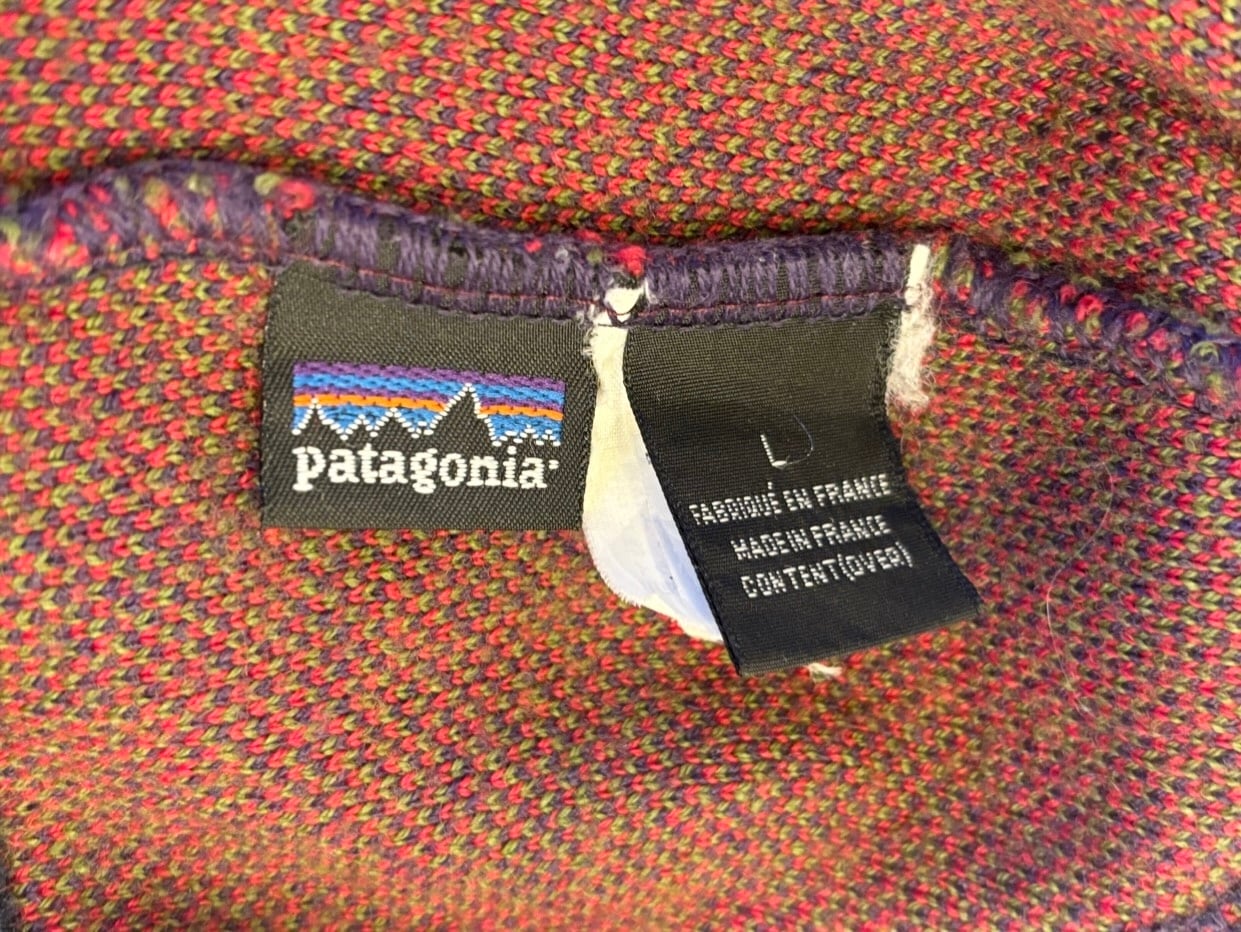 patagonia®
L
FABRIQUÉ EN FRANCE
MADE IN FRANCE
CONTENT(OVER)